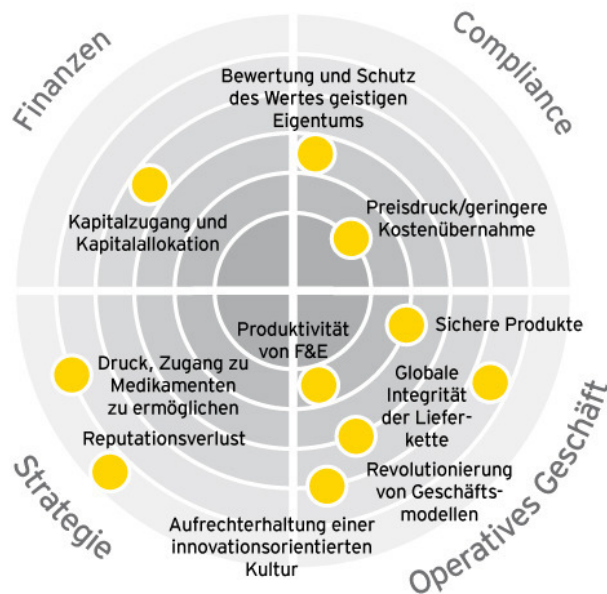 Finanzen
Compliance
Bewertung und Schutz
des Wertes geistigen
Eigentums
Kapitalzugang und
Kapitalallokation
Preisdruck/geringere
Kostenübernahme
Produktivität
von F&E
Sichere Produkte
Druck, Zugang zu
Medikamenten
zu ermöglichen
Globale
Integrität
der Liefer-
kette
Reputationsverlust
Revolutionierung
von Geschäfts-
modellen
Aufrechterhaltung einer
innovationsorientierten
Kultur
Strategie
Operatives Geschäft